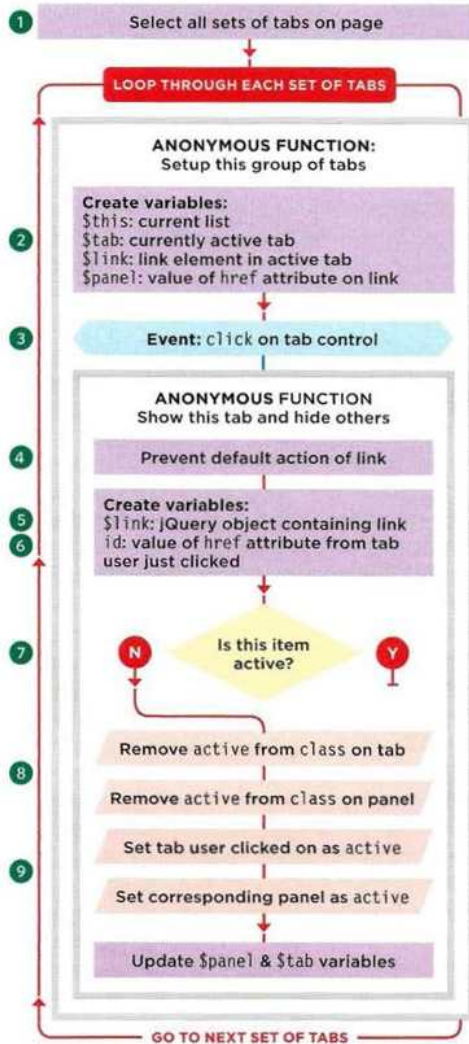 1
Select all sets of tabs on page
LOOP THROUGH EACH SET OF TABS
ANONYMOUS FUNCTION:
Setup this group of tabs
2
Create variables:
$this: current list
$tab: currently active tab
$link: link element in active tab
$panel: value of href attribute on link
3
Event: click on tab control
ANONYMOUS FUNCTION
Show this tab and hide others
4
Prevent default action of link
5
6
Create variables:
$link: jQuery object containing link
id: value of href attribute from tab
user just clicked
7
N
Is this item
active?
Y
8
Remove active from class on tab
Remove active from class on panel
9
Set tab user clicked on as active
Set corresponding panel as active
Update $panel & $tab variables
GO TO NEXT SET OF TABS